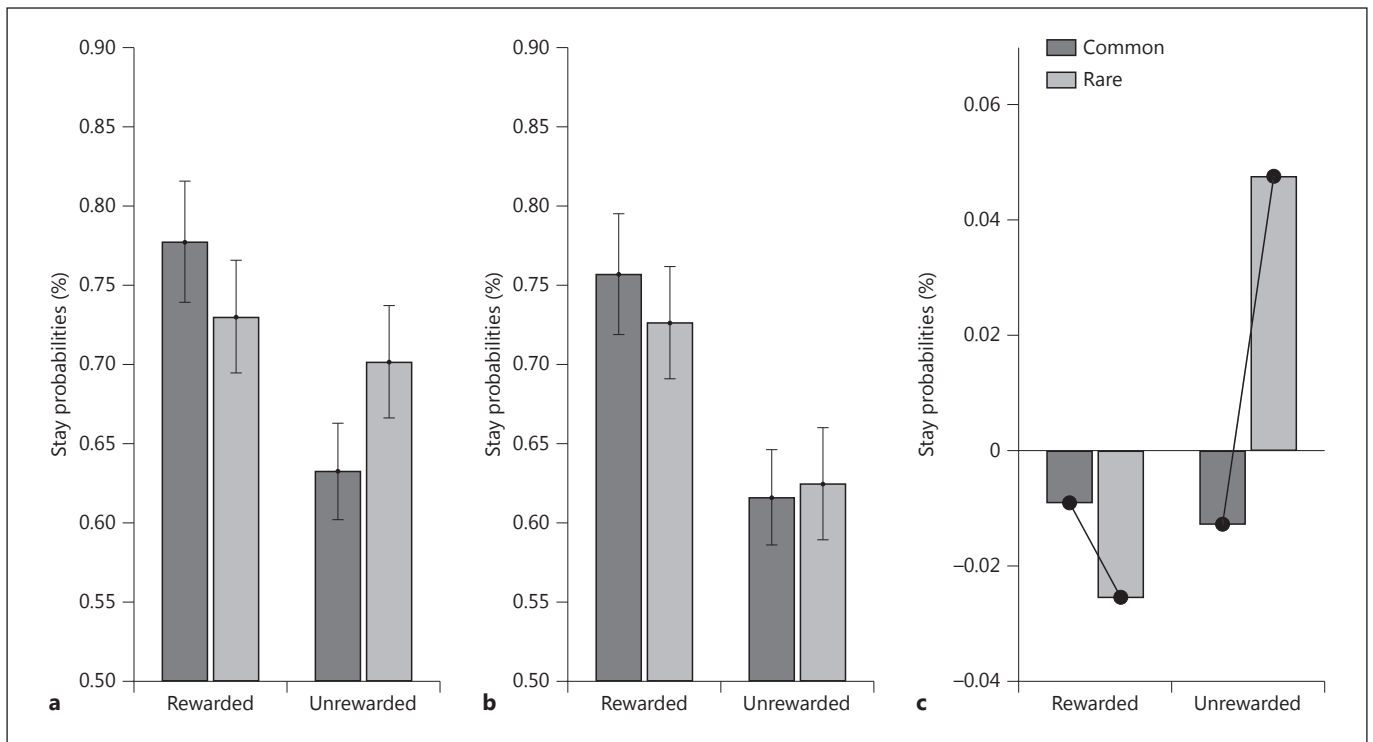 0.90
0.85
0.80
0.75
0.70
0.65
0.60
0.55
0.50
Stay probabilities (%)
Rewarded
Unrewarded
a
0.90
0.85
0.80
0.75
0.70
0.65
0.60
0.55
0.50
Stay probabilities (%)
Rewarded
Unrewarded
b
Common
Rare
0.06
0.04
0.02
0
–0.02
–0.04
Stay probabilities (%)
Rewarded
Unrewarded
c